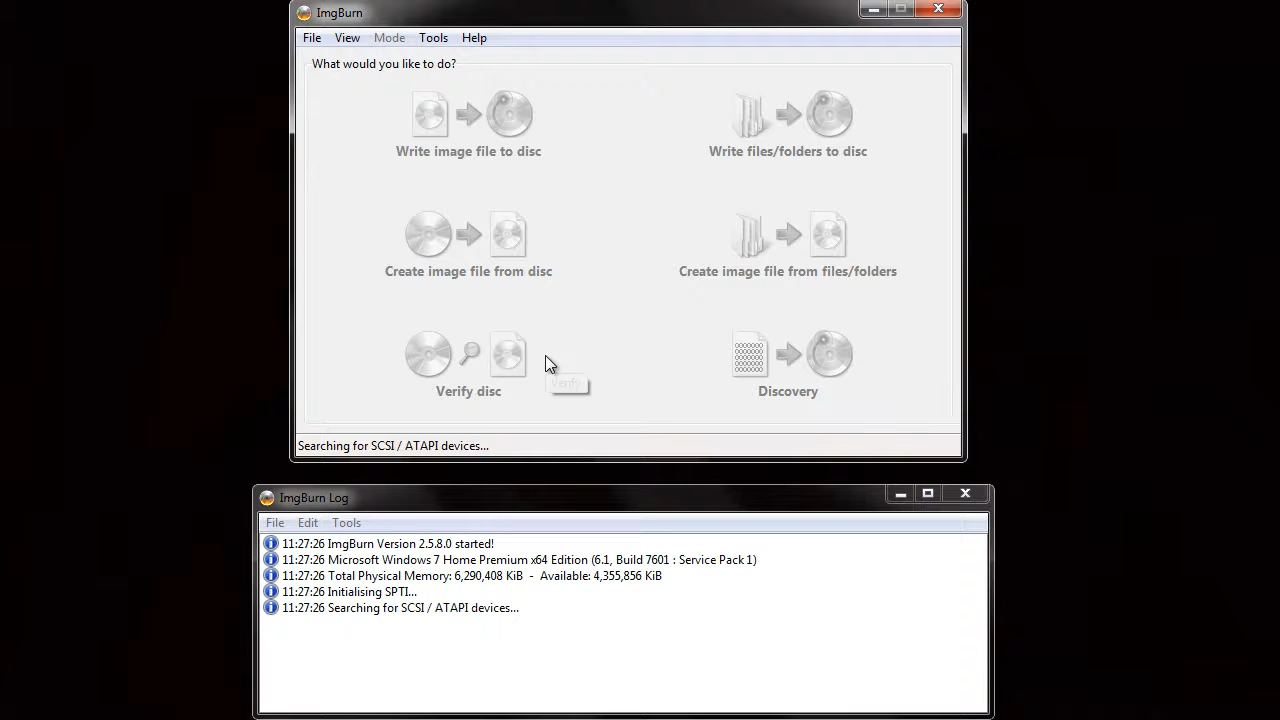 ImgBurn
File View Mode Tools Help
What would you like to do?
Write image file to disc
Write files/folders to disc
Create image file from disc
Create image file from files/folders
Verify disc
Verify
Discovery
Searching for SCSI / ATAPI devices...
ImgBurn Log
File Edit Tools
11:27:26 ImgBurn Version 2.5.8.0 started!
11:27:26 Microsoft Windows 7 Home Premium x64 Edition (6.1, Build 7601 : Service Pack 1)
11:27:26 Total Physical Memory: 6,290,408 KiB - Available: 4,355,856 KiB
11:27:26 Initialising SPTI...
11:27:26 Searching for SCSI / ATAPI devices...